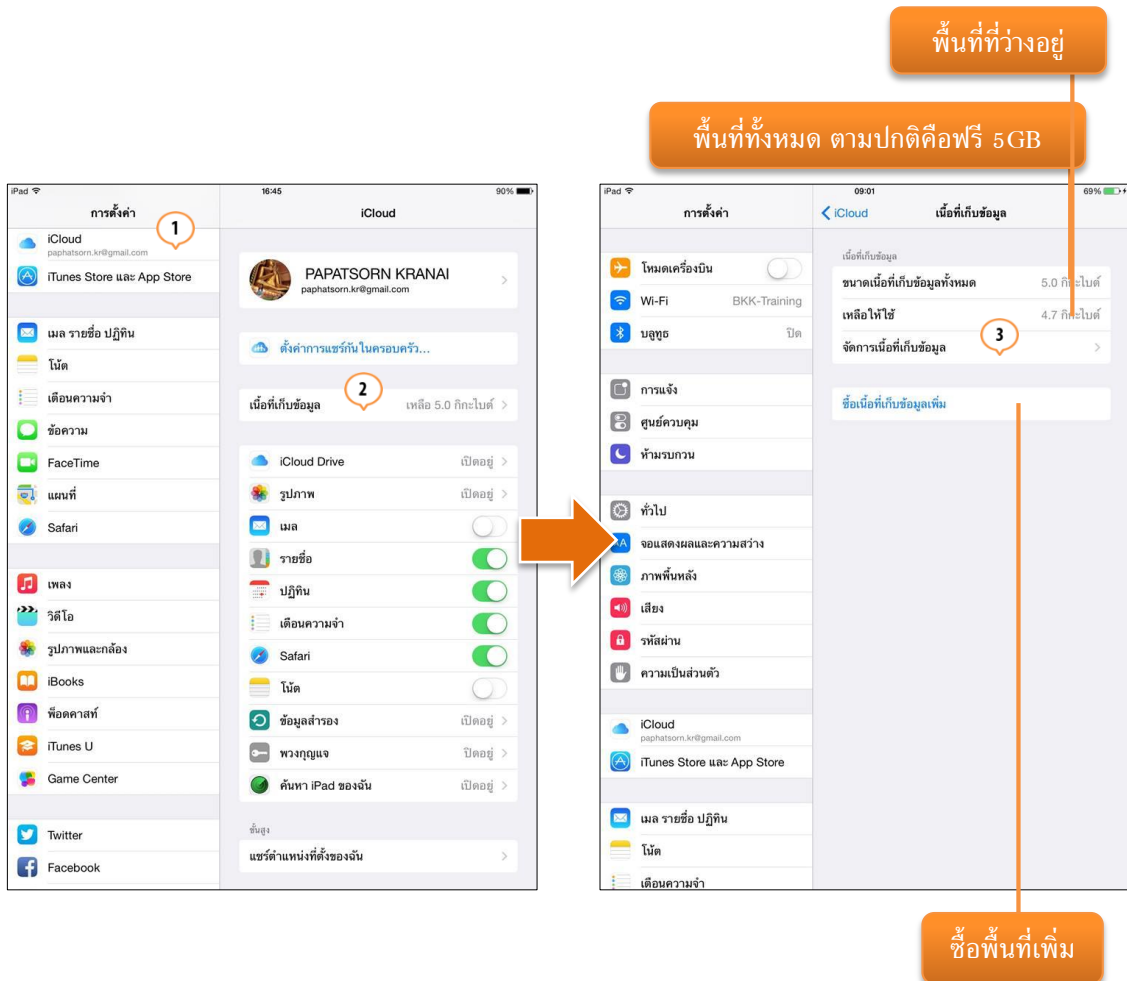 พื้นที่ที่ว่างอยู่
พื้นที่ทั้งหมด ตามปกติคือฟรี 5GB
iPad 16:45 90%
การตั้งค่า
iCloud
paphatsorn.kr@gmail.com
iTunes Store และ App Store
เมล รายชื่อ ปฏิทิน
โน้ต
เตือนความจำ
ข้อความ
FaceTime
แผนที่
Safari
เพลง
วิดีโอ
รูปภาพและกล้อง
iBooks
พ็อดคาสท์
iTunes U
Game Center
Twitter
Facebook
1
iCloud
PAPATSORN KRANAI
paphatsorn.kr@gmail.com
ตั้งค่าการแชร์กันในครอบครัว...
2
เนื้อที่เก็บข้อมูล เหลือ 5.0 กิกะไบต์
iCloud Drive เปิดอยู่
รูปภาพ เปิดอยู่
เมล
รายชื่อ
ปฏิทิน
เตือนความจำ
Safari
โน้ต
ข้อมูลสำรอง เปิดอยู่
พวงกุญแจ ปิดอยู่
ค้นหา iPad ของฉัน เปิดอยู่
ขั้นสูง
แชร์ตำแหน่งที่ตั้งของฉัน
iPad 09:01 69%
การตั้งค่า
โหมดเครื่องบิน
Wi-Fi BKK-Training
บลูทูธ ปิด
การแจ้ง
ศูนย์ควบคุม
ห้ามรบกวน
ทั่วไป
จอแสดงผลและความสว่าง
ภาพพื้นหลัง
เสียง
รหัสผ่าน
ความเป็นส่วนตัว
iCloud
paphatsorn.kr@gmail.com
iTunes Store และ App Store
เมล รายชื่อ ปฏิทิน
โน้ต
เตือนความจำ
iCloud เนื้อที่เก็บข้อมูล
เนื้อที่เก็บข้อมูล
ขนาดเนื้อที่เก็บข้อมูลทั้งหมด 5.0 กิกะไบต์
เหลือให้ใช้ 4.7 กิกะไบต์
3
จัดการเนื้อที่เก็บข้อมูล
ซื้อเนื้อที่เก็บข้อมูลเพิ่ม
ซื้อพื้นที่เพิ่ม